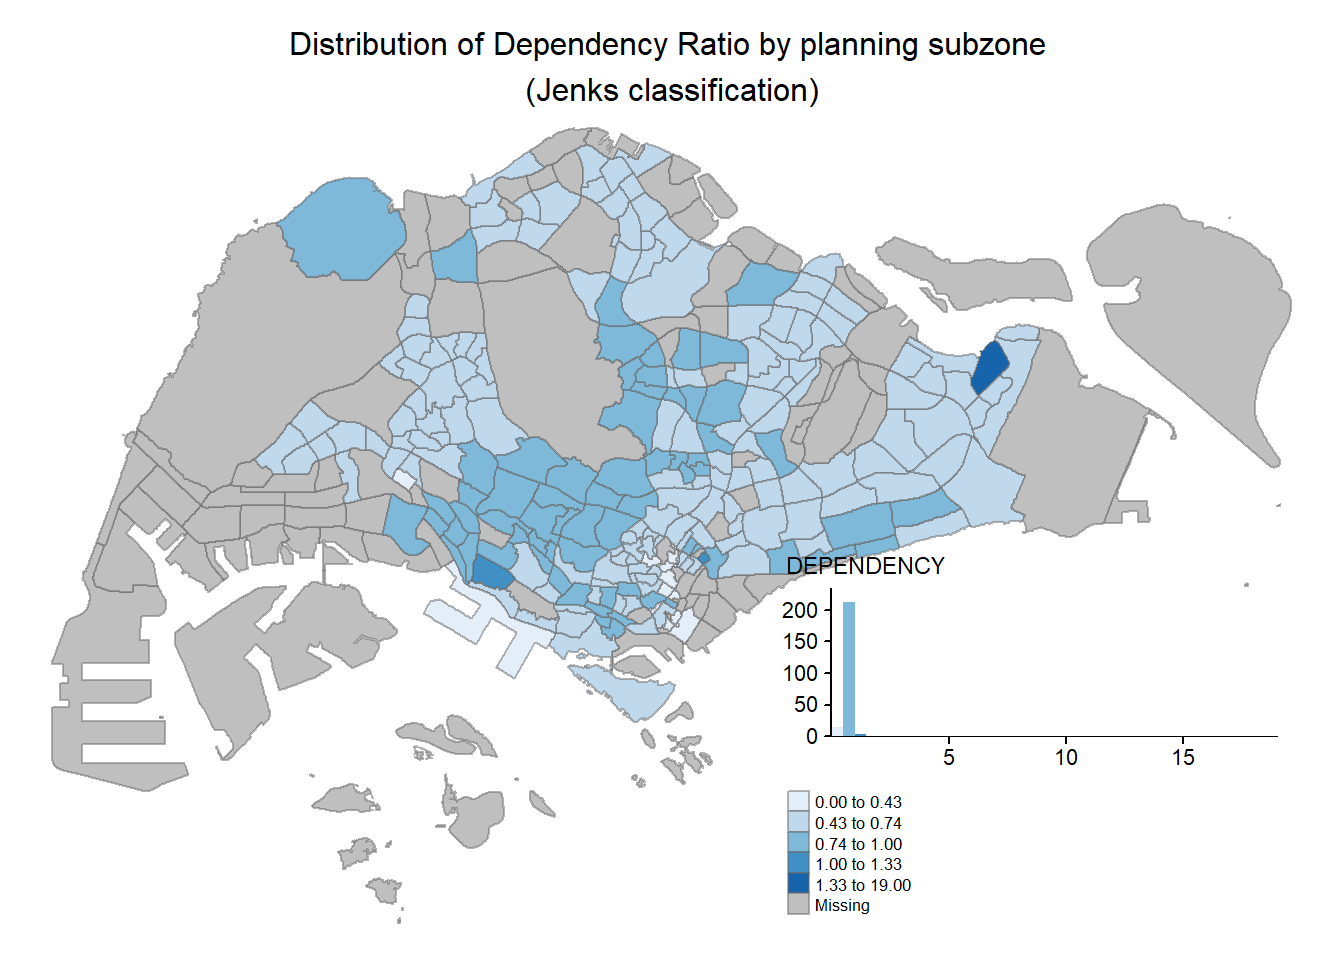 Distribution of Dependency Ratio by planning subzone
(Jenks classification)
DEPENDENCY
200
150
100
50
0
5 10 15
0.00 to 0.43
0.43 to 0.74
0.74 to 1.00
1.00 to 1.33
1.33 to 19.00
Missing